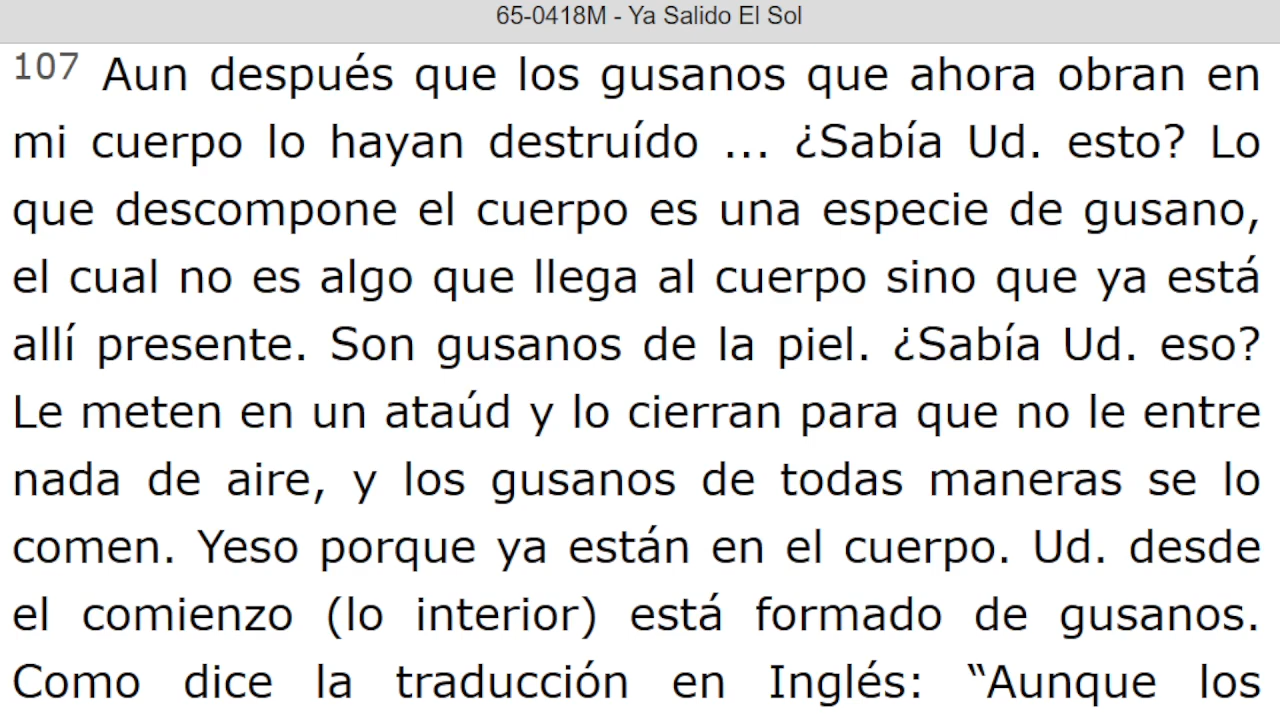 65-0418M - Ya Salido El Sol
107 Aun después que los gusanos que ahora obran en
mi cuerpo lo hayan destruído ... ¿Sabía Ud. esto? Lo
que descompone el cuerpo es una especie de gusano,
el cual no es algo que llega al cuerpo sino que ya está
allí presente. Son gusanos de la piel. ¿Sabía Ud. eso?
Le meten en un ataúd y lo cierran para que no le entre
nada de aire, y los gusanos de todas maneras se lo
comen. Yeso porque ya están en el cuerpo. Ud. desde
el comienzo (lo interior) está formado de gusanos.
Como dice la traducción en Inglés: “Aunque los